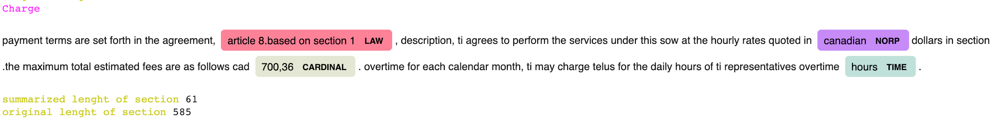 Charge
payment terms are set forth in the agreement, article 8.based on section 1 LAW , description, ti agrees to perform the services under this sow at the hourly rates quoted in canadian NORP dollars in section
.the maximum total estimated fees are as follows cad 700,36 CARDINAL . overtime for each calendar month, ti may charge telus for the daily hours of ti representatives overtime hours TIME .
summarized lenght of section 61
original lenght of section 585